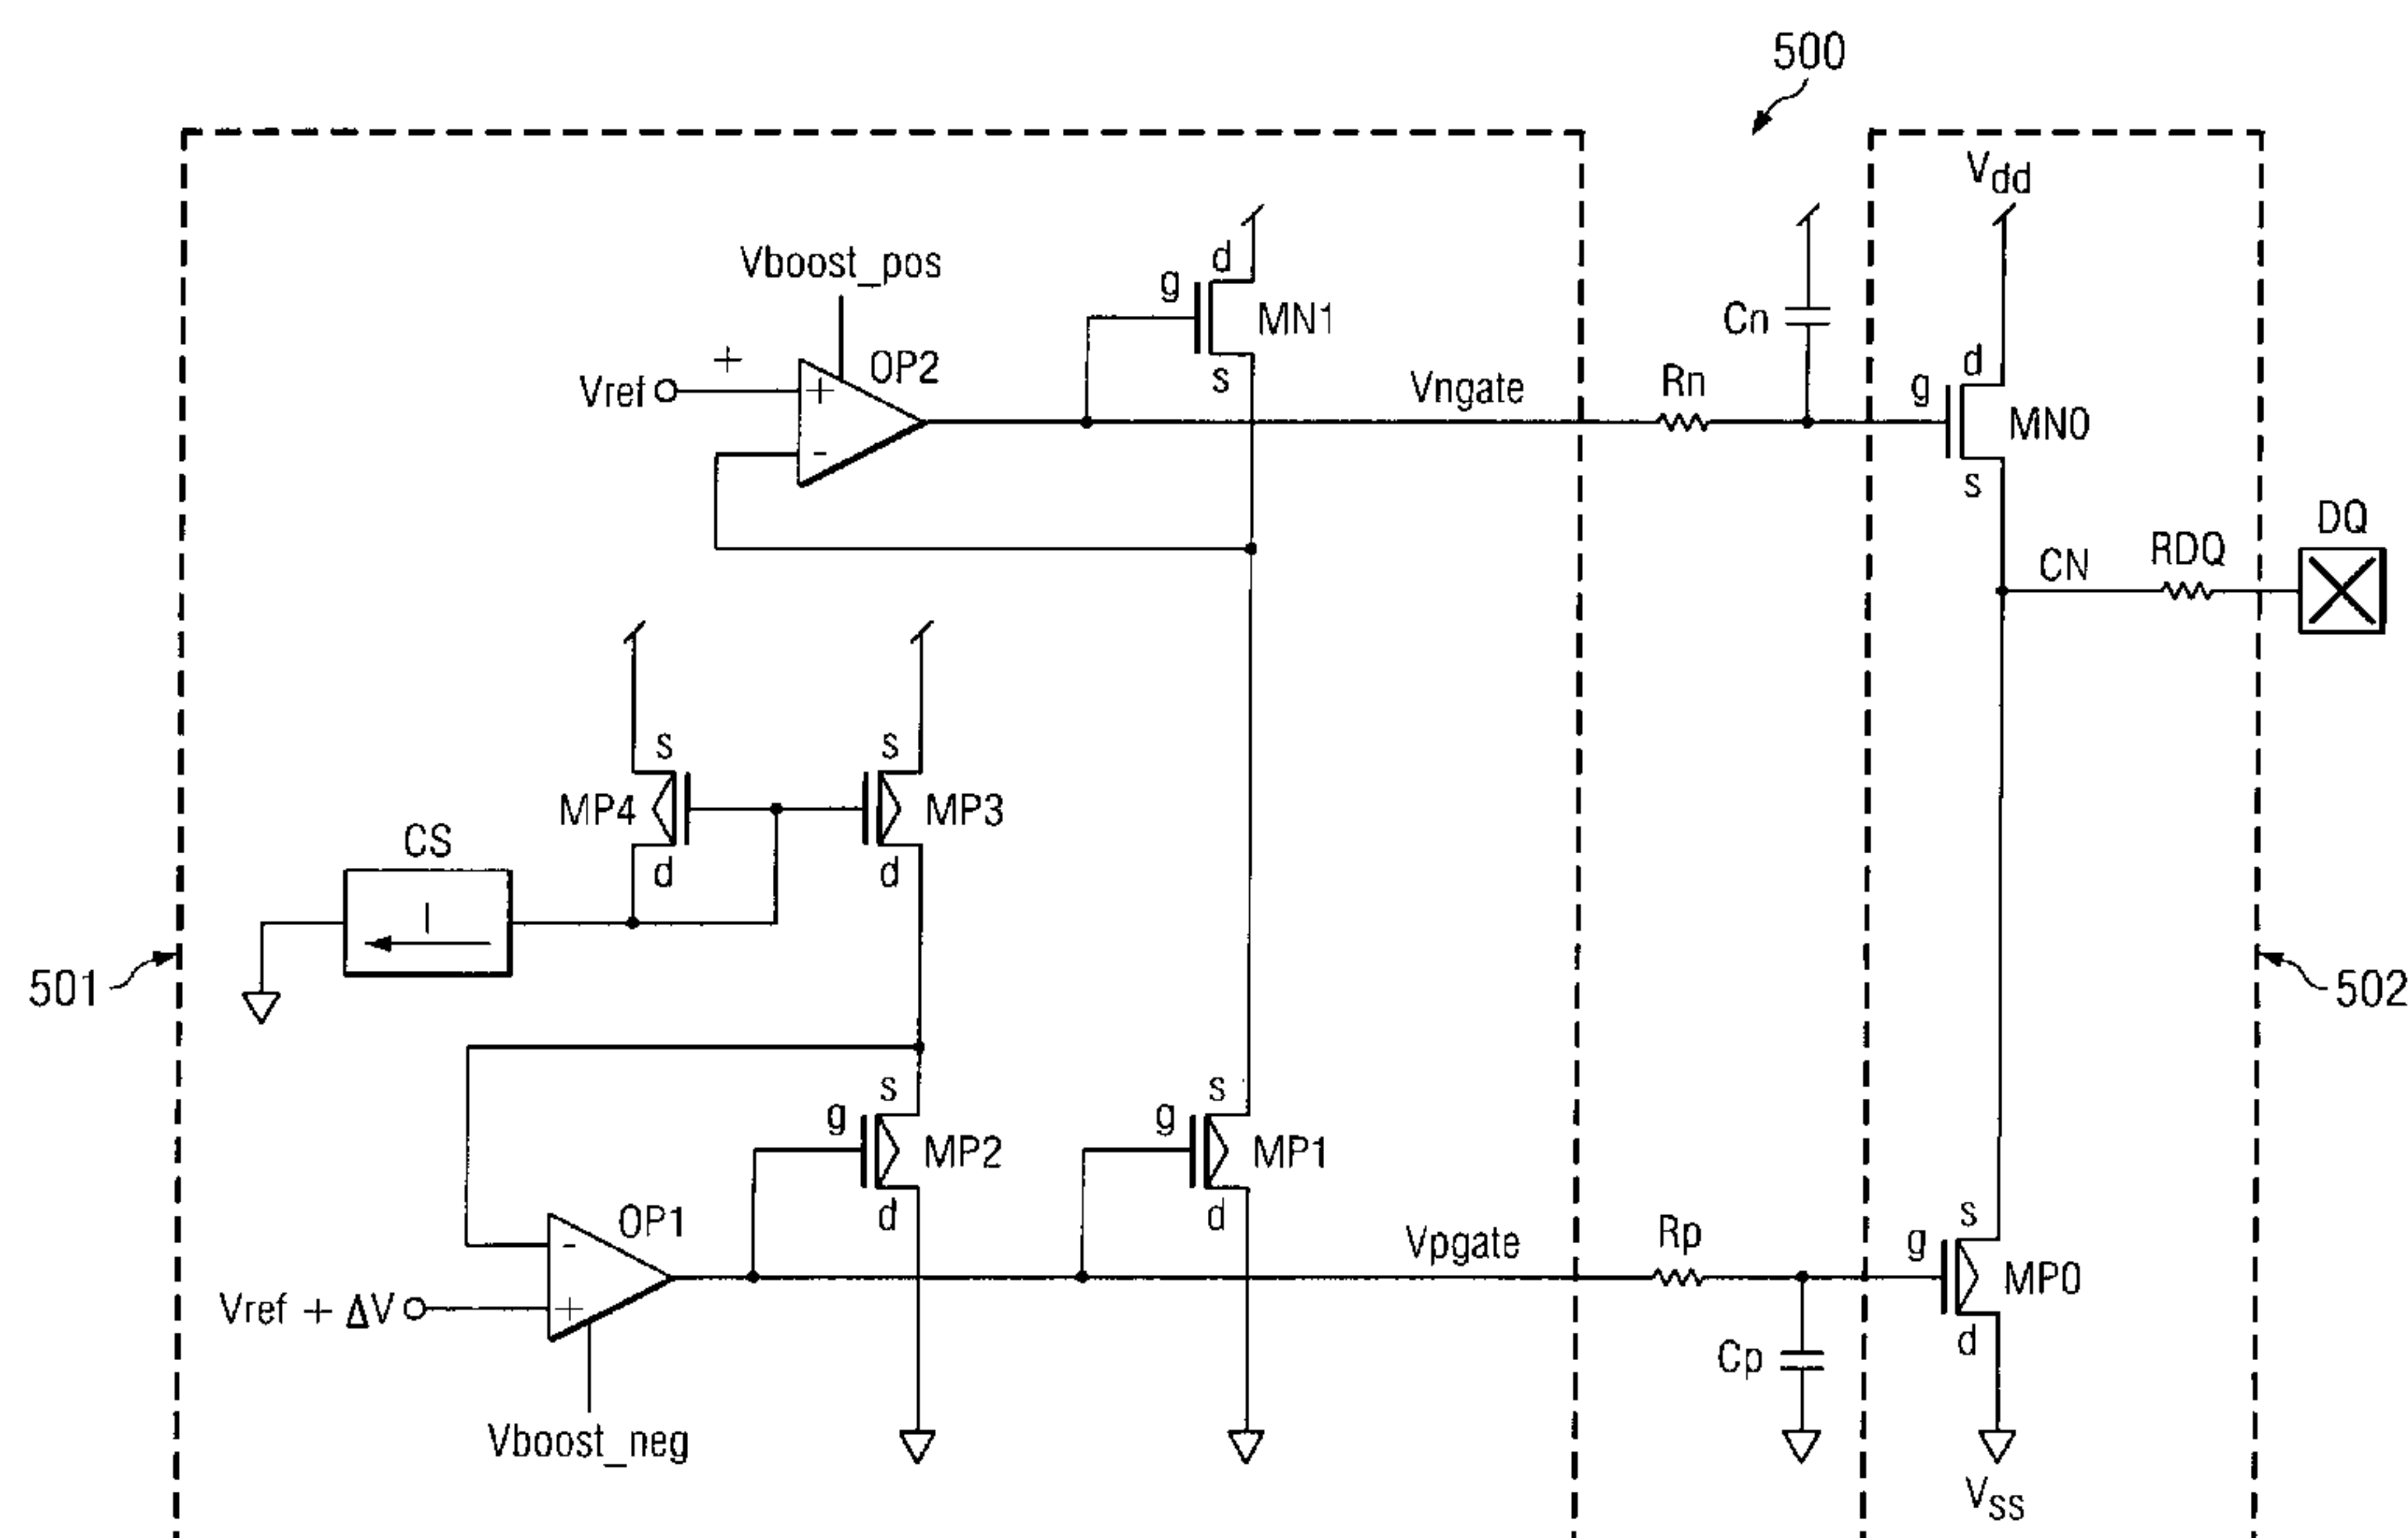 500
Vdd
Vboost_pos
d
g
MN1
s
+
Vref
+
-
OP2
Vngate
Rn
Cn
d
g
MN0
s
DQ
CN
RDQ
s
s
MP4
MP3
d
d
CS
I
501
502
s
g
MP2
d
s
g
MP1
d
OP1
-
+
Vref + ΔV
Vboost_neg
Vpgate
Rp
Cp
s
g
MP0
d
Vss